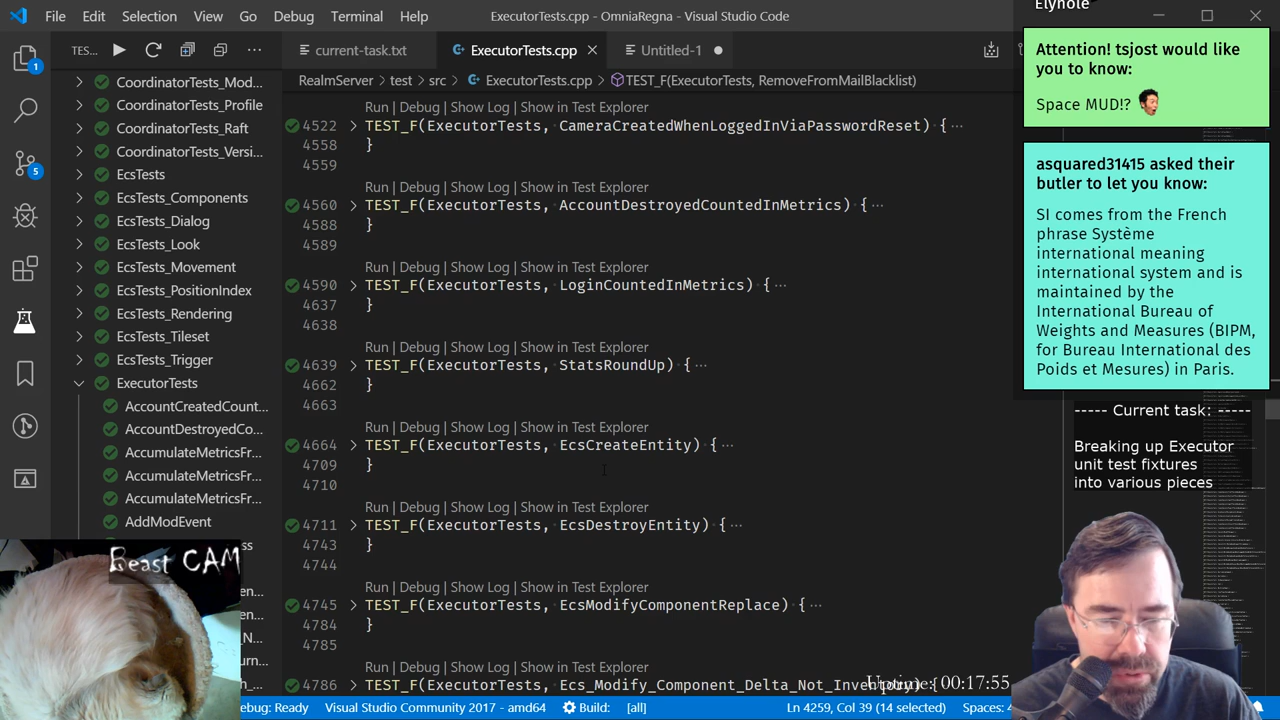 File Edit Selection View Go Debug Terminal Help
ExecutorTests.cpp - OmniaRegna - Visual Studio Code
Elyhole
TES...
current-task.txt
ExecutorTests.cpp
Untitled-1
RealmServer > test > src > ExecutorTests.cpp > TEST_F(ExecutorTests, RemoveFromMailBlacklist)
1
5
CoordinatorTests_Mod...
CoordinatorTests_Profile
CoordinatorTests_Raft
CoordinatorTests_Versi...
EcsTests
EcsTests_Components
EcsTests_Dialog
EcsTests_Look
EcsTests_Movement
EcsTests_PositionIndex
EcsTests_Rendering
EcsTests_Tileset
EcsTests_Trigger
ExecutorTests
AccountCreatedCount...
AccountDestroyedCo...
AccumulateMetricsFr...
AccumulateMetricsFr...
AccumulateMetricsFr...
AddModEvent
Run | Debug | Show Log | Show in Test Explorer
4522 TEST_F(ExecutorTests, CameraCreatedWhenLoggedInViaPasswordReset) {...
4558 }
4559
Run | Debug | Show Log | Show in Test Explorer
4560 TEST_F(ExecutorTests, AccountDestroyedCountedInMetrics) {...
4588 }
4589
Run | Debug | Show Log | Show in Test Explorer
4590 TEST_F(ExecutorTests, LoginCountedInMetrics) {...
4637 }
4638
Run | Debug | Show Log | Show in Test Explorer
4639 TEST_F(ExecutorTests, StatsRoundUp) {...
4662 }
4663
Run | Debug | Show Log | Show in Test Explorer
4664 TEST_F(ExecutorTests, EcsCreateEntity) {...
4709 }
4710
Run | Debug | Show Log | Show in Test Explorer
4711 TEST_F(ExecutorTests, EcsDestroyEntity) {...
4743 }
4744
Run | Debug | Show Log | Show in Test Explorer
TEST_F(ExecutorTests, EcsModifyComponentReplace) {...
4784 }
4785
Run | Debug | Show Log | Show in Test Explorer
4786 TEST_F(ExecutorTests, Ecs_Modify_Component_Delta_Not_Inventory) {
Uptime: 00:17:55
Attention! tsjost would like
you to know:
Space MUD!?
asquared31415 asked their
butler to let you know:
SI comes from the French
phrase Système
international meaning
international system and is
maintained by the
International Bureau of
Weights and Measures (BIPM,
for Bureau International des
Poids et Mesures) in Paris.
----- Current task: -----
Breaking up Executor
unit test fixtures
into various pieces
east CAM
ebug: Ready
Visual Studio Community 2017 - amd64
Build:
[all]
Ln 4259, Col 39 (14 selected)
Spaces: 4